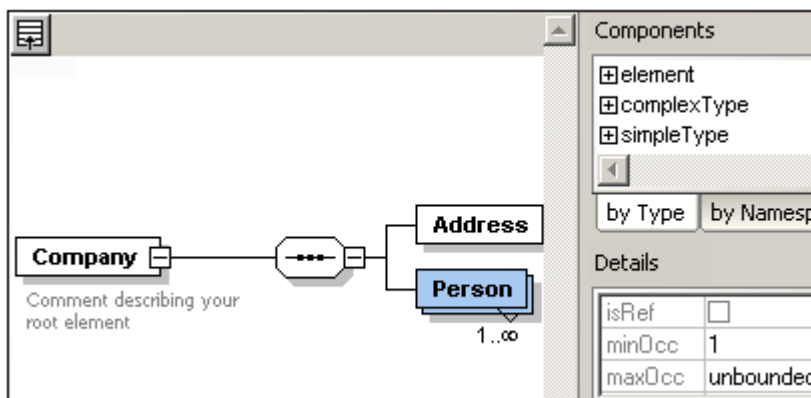 Components
element
complexType
simpleType
by Type by Namesp
Address
Company
Person
Comment describing your
root element
1..∞
Details
isRef
minOcc 1
maxOcc unbounded